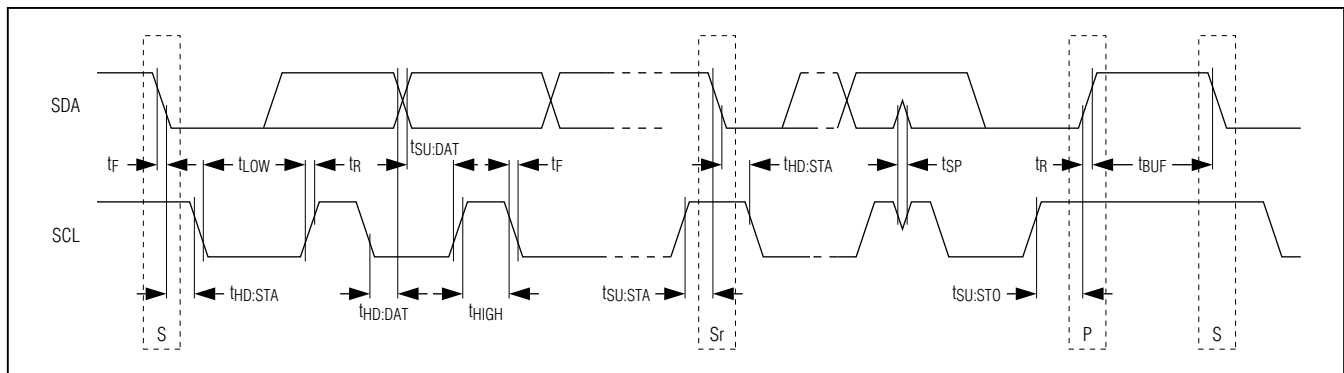 SDA
tSU:DAT
tF
tLOW
tR
tF
tHD:STA
tSP
tR
tBUF
SCL
tHD:STA
tHD:DAT
tHIGH
tSU:STA
tSU:STO
S
Sr
P
S